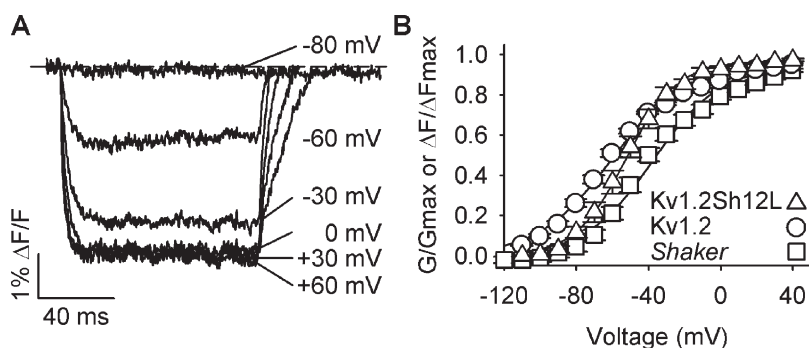 A
-80 mV
-60 mV
-30 mV
0 mV
+30 mV
+60 mV
1% ΔF/F
40 ms
B
G/Gmax or ΔF/ΔFmax
1.0
0.8
0.6
0.4
0.2
0.0
Kv1.2Sh12L
Kv1.2
Shaker
-120 -80 -40 0 40
Voltage (mV)